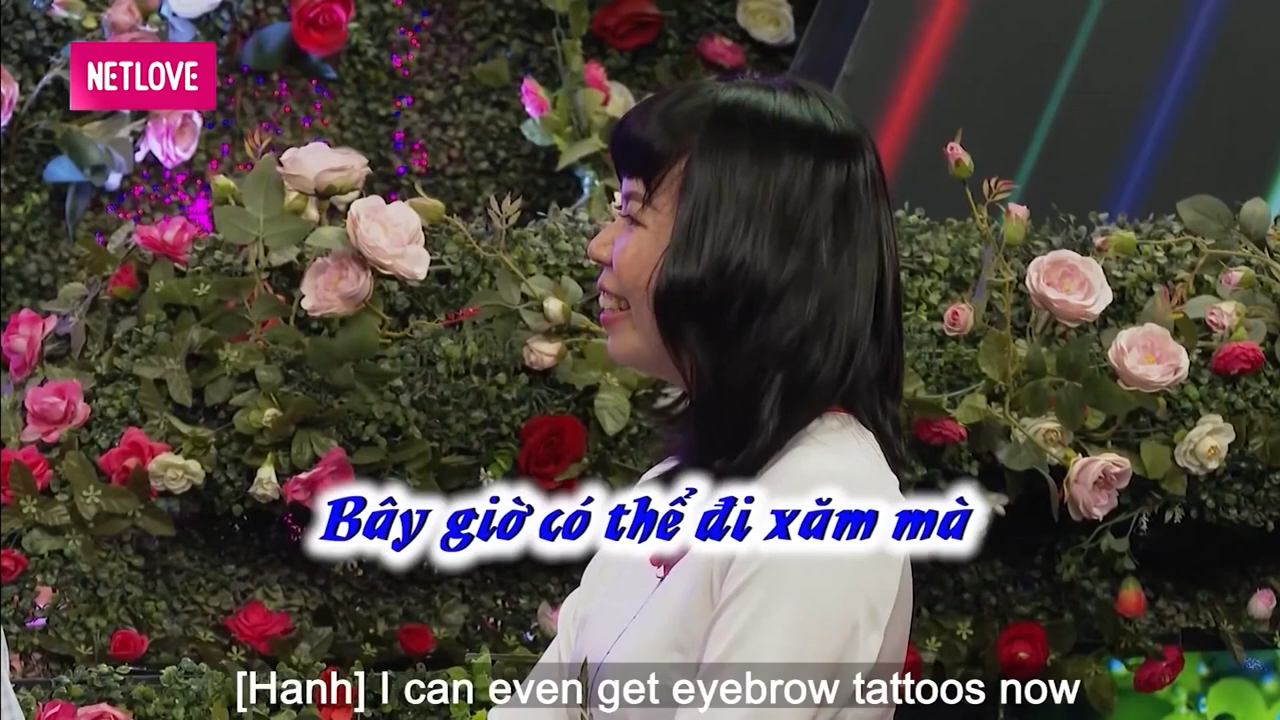 NETLOVE
Bây giờ có thể đi xăm mà
[Hanh] I can even get eyebrow tattoos now